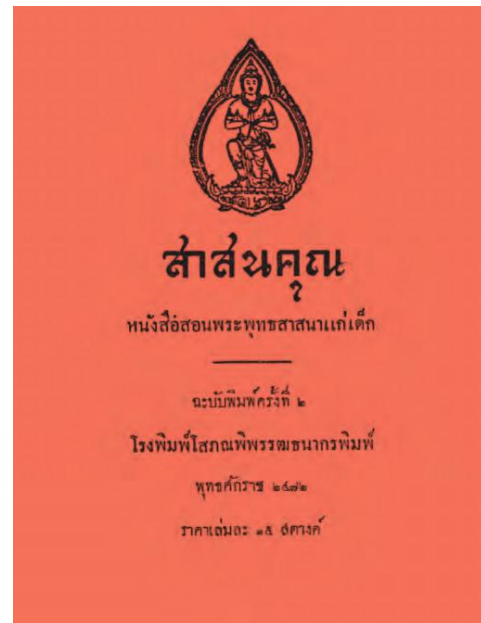 สาสนคุณ
หนังสือสอนพระพุทธสาสนาแก่เด็ก
ฉะบับพิมพ์ครั้งที่ ๒
โรงพิมพ์โสภณพิพรรฒธนากรพิมพ์
พุทธศักราช ๒๔๗๒
ราคาเล่มละ ๑๕ สตางค์